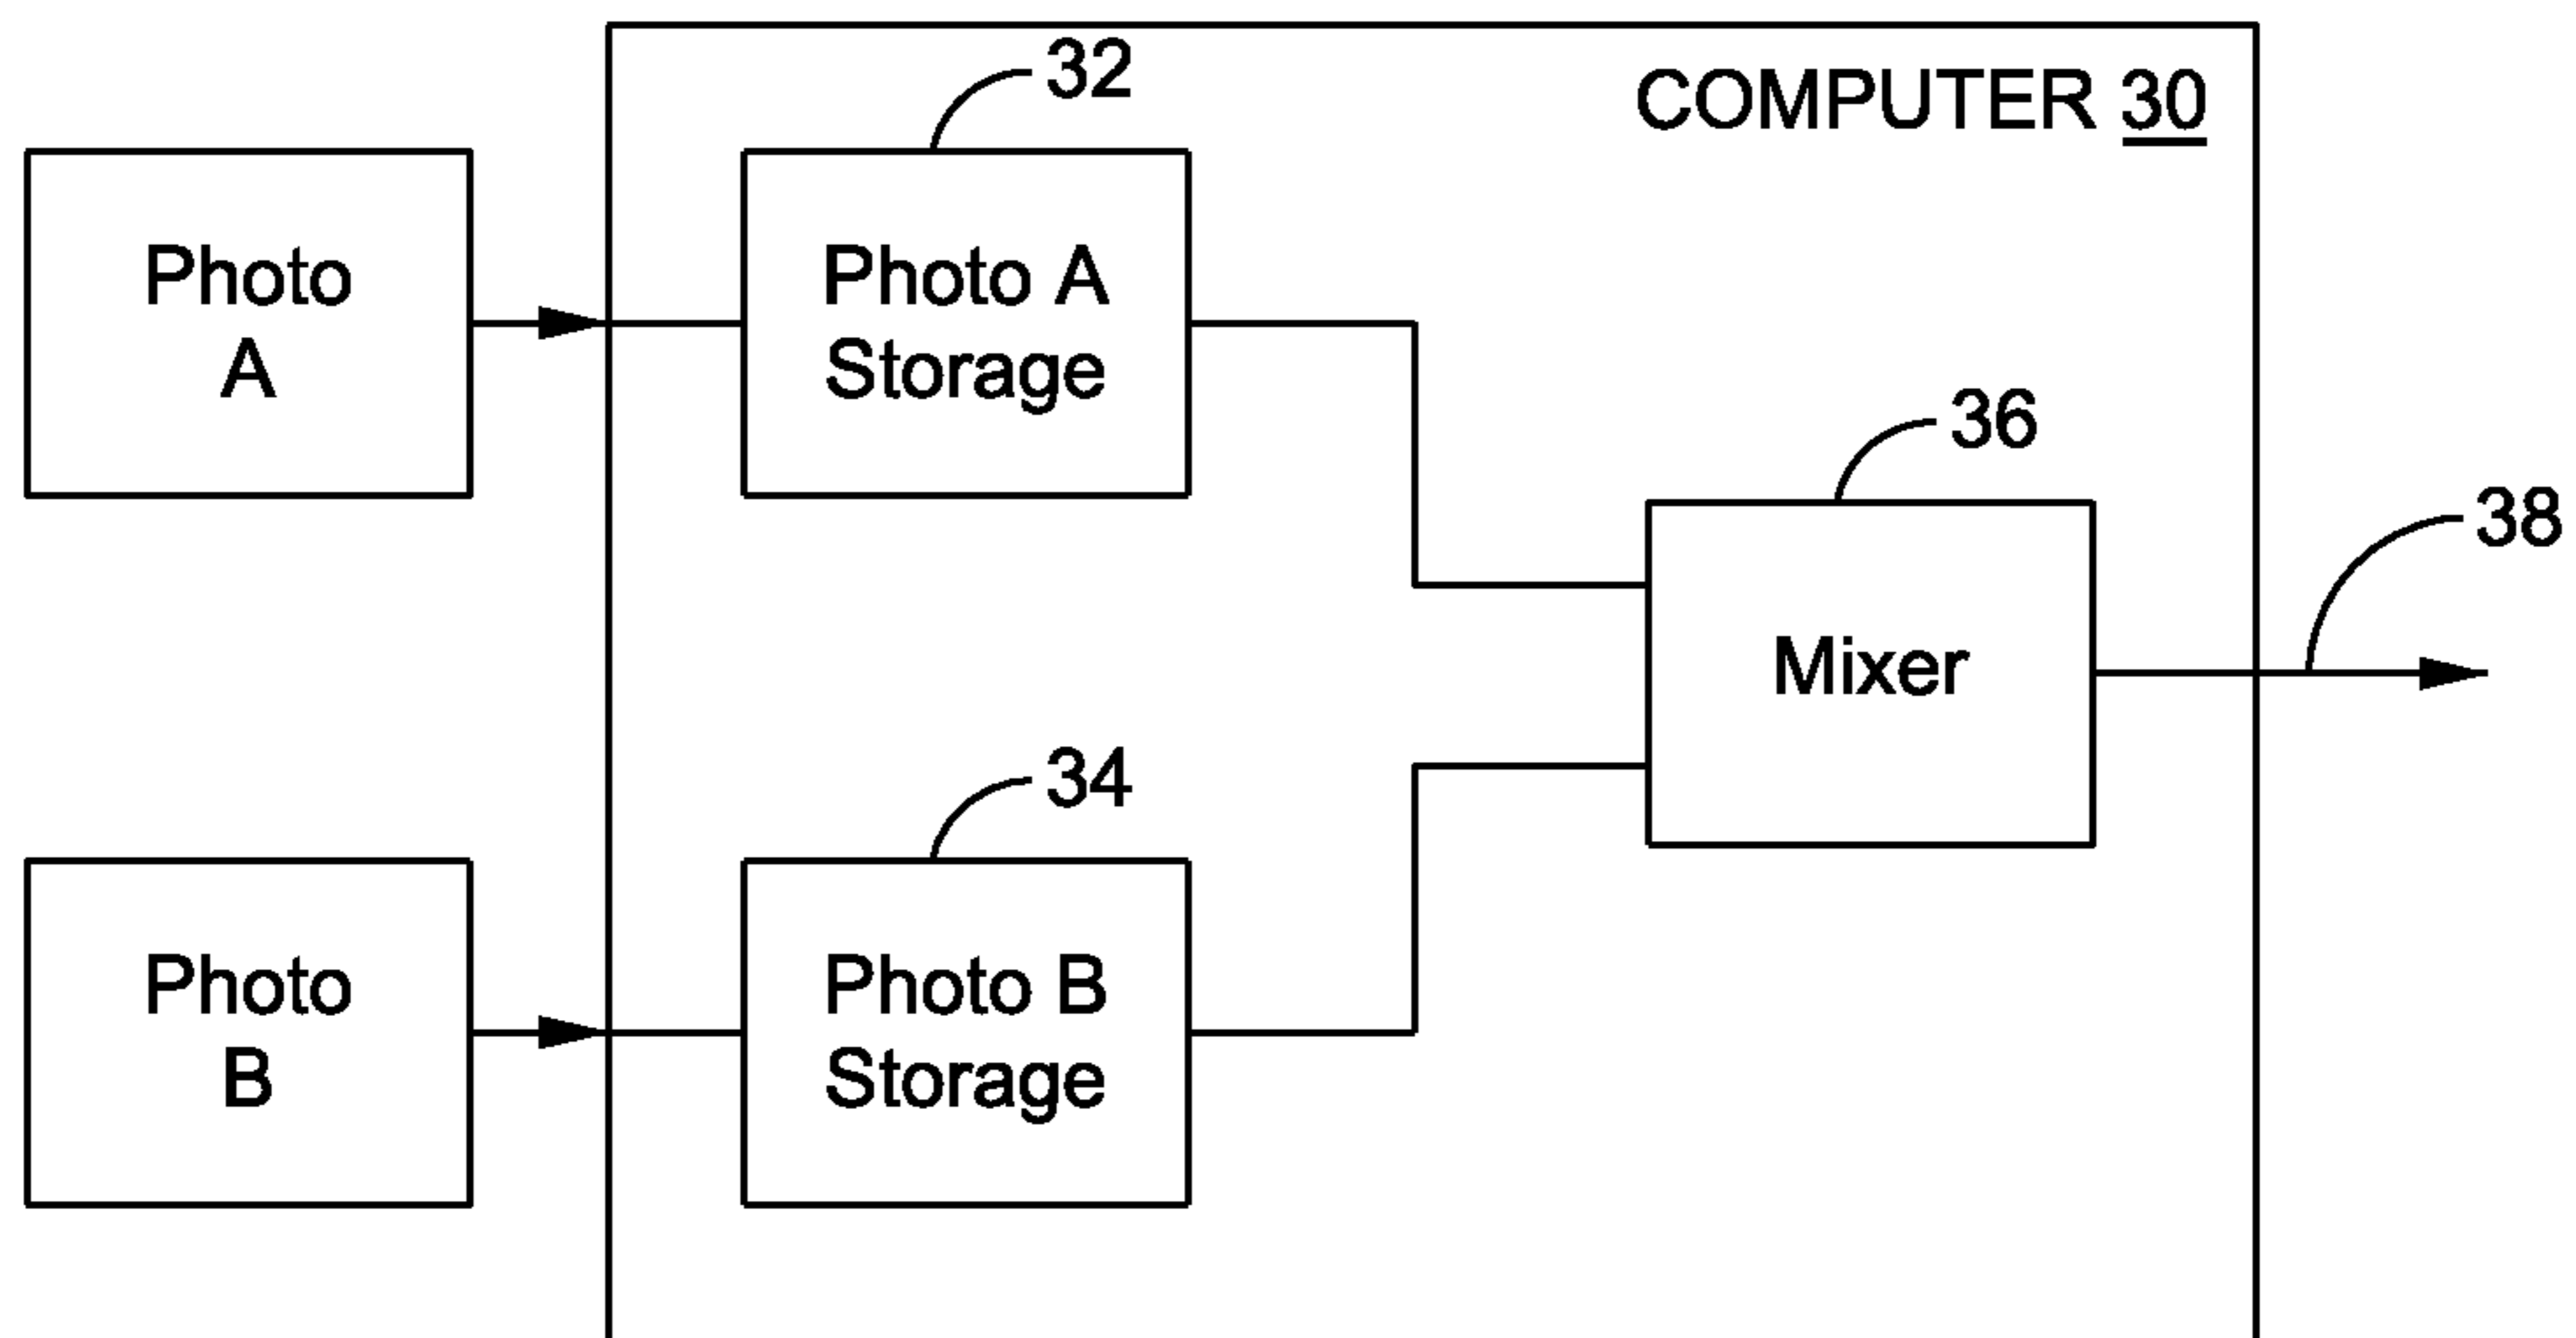 32
COMPUTER 30
Photo
A
Photo A
Storage
36
38
Mixer
34
Photo
B
Photo B
Storage